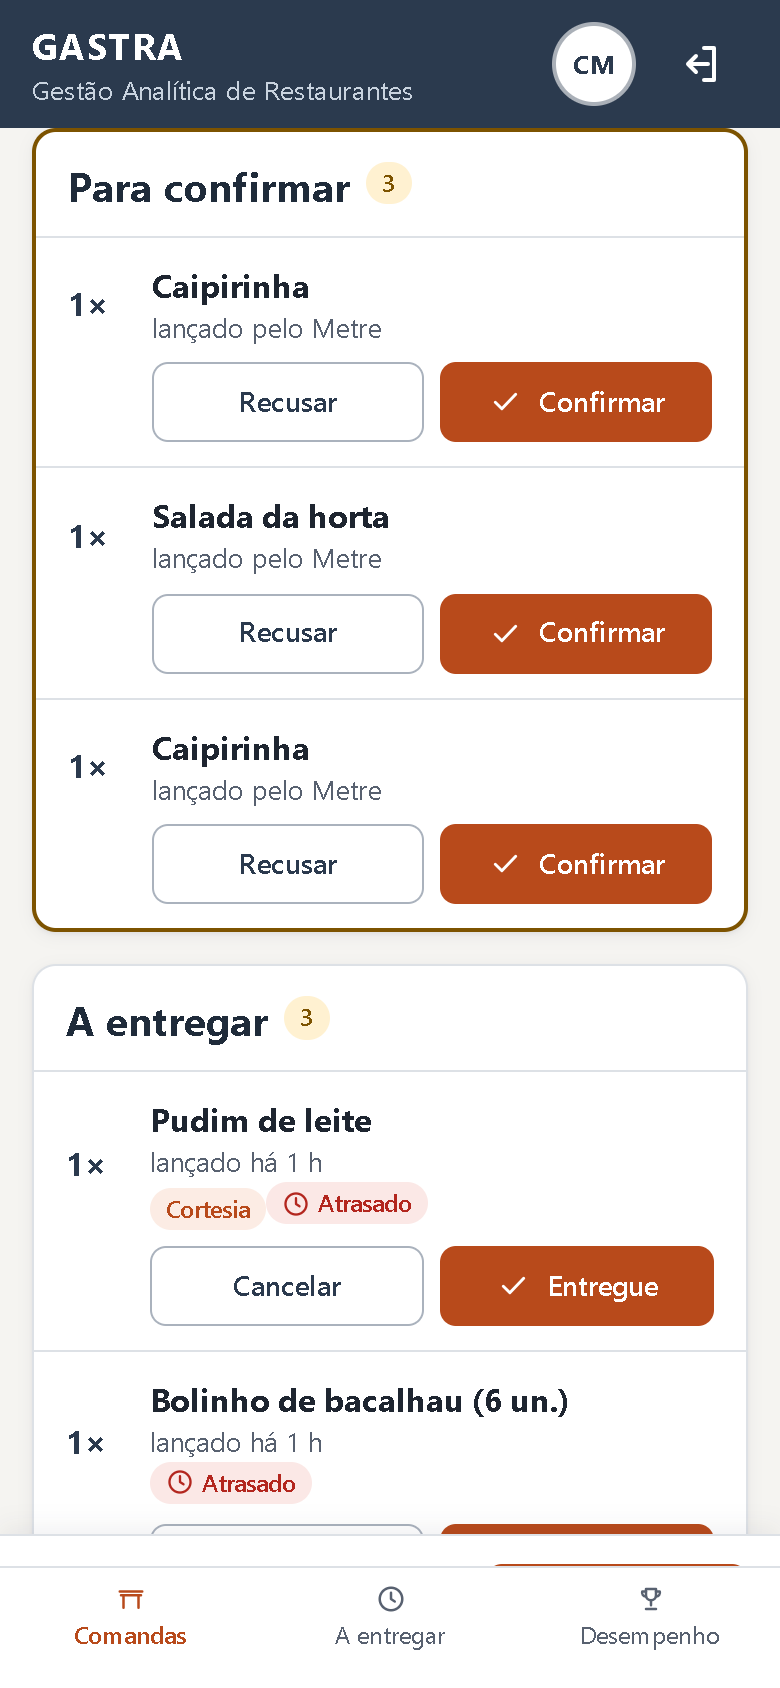 GASTRA
Gestão Analítica de Restaurantes
CM
Para confirmar 3
1× Caipirinha
lançado pelo Metre
Recusar Confirmar
1× Salada da horta
lançado pelo Metre
Recusar Confirmar
1× Caipirinha
lançado pelo Metre
Recusar Confirmar
A entregar 3
1× Pudim de leite
lançado há 1 h
Cortesia Atrasado
Cancelar Entregue
1× Bolinho de bacalhau (6 un.)
lançado há 1 h
Atrasado
Comandas A entregar Desempenho